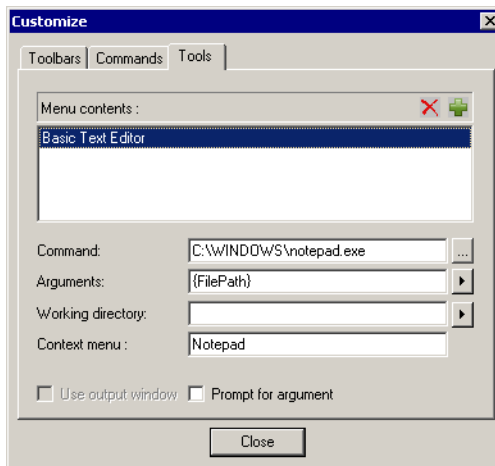 Customize
Toolbars Commands Tools
Menu contents :
Basic Text Editor
Command: C:\WINDOWS\notepad.exe ...
Arguments: {FilePath}
Working directory:
Context menu : Notepad
Use output window Prompt for argument
Close